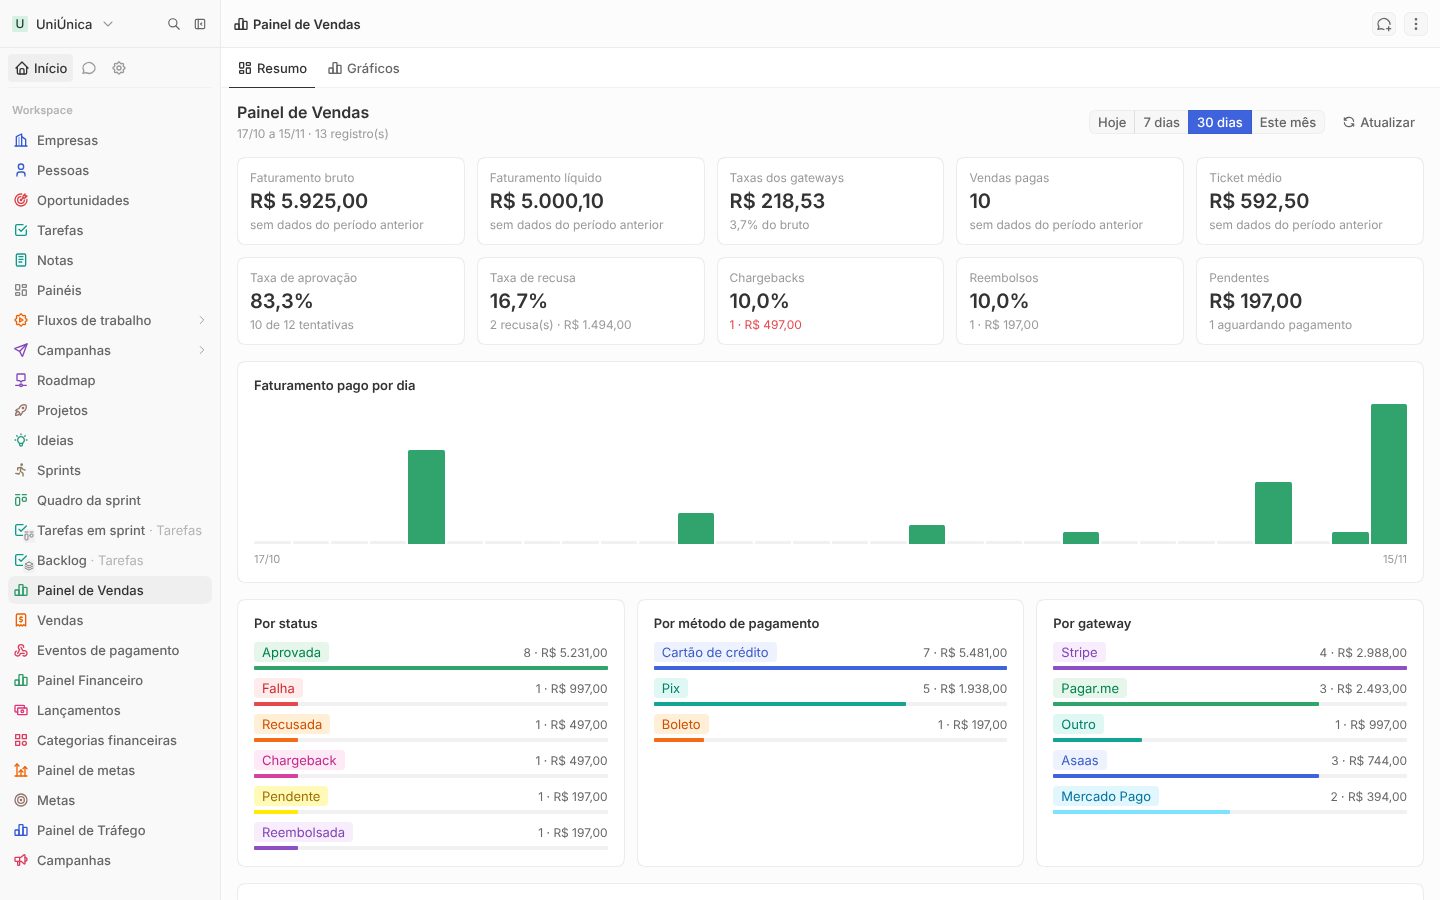 U UniÚnica
Painel de Vendas
Início
Resumo
Gráficos
Workspace
Empresas
Pessoas
Oportunidades
Tarefas
Notas
Painéis
Fluxos de trabalho
Campanhas
Roadmap
Projetos
Ideias
Sprints
Quadro da sprint
Tarefas em sprint · Tarefas
Backlog · Tarefas
Painel de Vendas
Vendas
Eventos de pagamento
Painel Financeiro
Lançamentos
Categorias financeiras
Painel de metas
Metas
Painel de Tráfego
Campanhas
Painel de Vendas
17/10 a 15/11 · 13 registro(s)
Hoje 7 dias 30 dias Este mês Atualizar
Faturamento bruto
R$ 5.925,00
sem dados do período anterior
Faturamento líquido
R$ 5.000,10
sem dados do período anterior
Taxas dos gateways
R$ 218,53
3,7% do bruto
Vendas pagas
10
sem dados do período anterior
Ticket médio
R$ 592,50
sem dados do período anterior
Taxa de aprovação
83,3%
10 de 12 tentativas
Taxa de recusa
16,7%
2 recusa(s) · R$ 1.494,00
Chargebacks
10,0%
1 · R$ 497,00
Reembolsos
10,0%
1 · R$ 197,00
Pendentes
R$ 197,00
1 aguardando pagamento
Faturamento pago por dia
17/10 15/11
Por status
Aprovada 8 · R$ 5.231,00
Falha 1 · R$ 997,00
Recusada 1 · R$ 497,00
Chargeback 1 · R$ 497,00
Pendente 1 · R$ 197,00
Reembolsada 1 · R$ 197,00
Por método de pagamento
Cartão de crédito 7 · R$ 5.481,00
Pix 5 · R$ 1.938,00
Boleto 1 · R$ 197,00
Por gateway
Stripe 4 · R$ 2.988,00
Pagar.me 3 · R$ 2.493,00
Outro 1 · R$ 997,00
Asaas 3 · R$ 744,00
Mercado Pago 2 · R$ 394,00